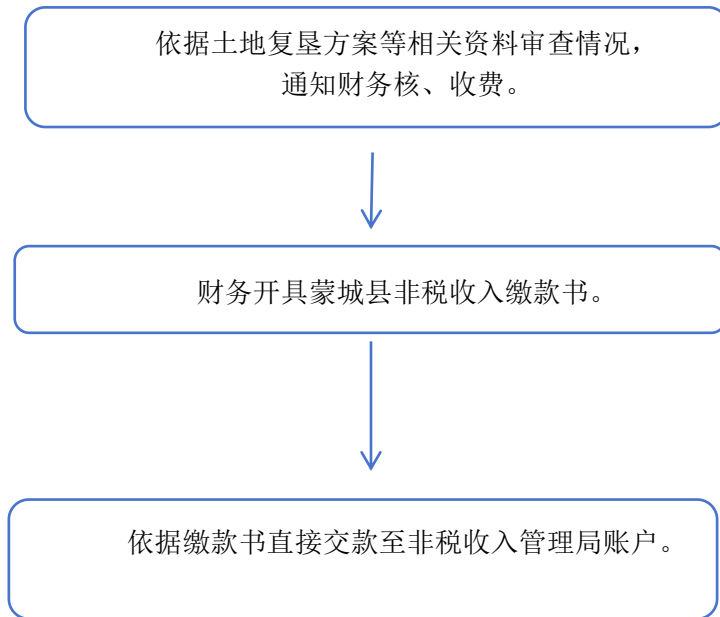 依据土地复垦方案等相关资料审查情况，
通知财务核、收费。
财务开具蒙城县非税收入缴款书。
依据缴款书直接交款至非税收入管理局账户。